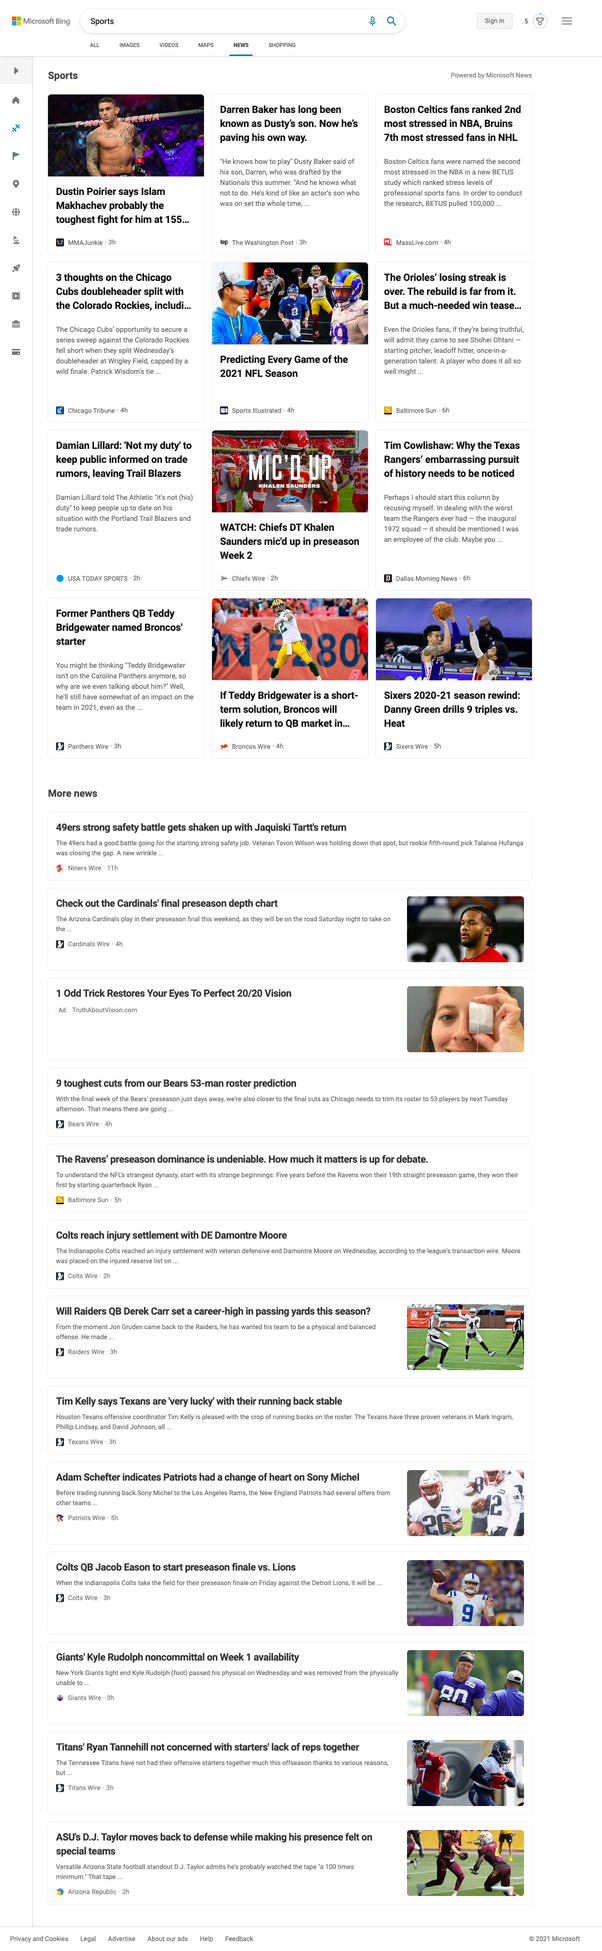 Microsoft Bing
Sports
Sign in
5
ALL IMAGES VIDEOS MAPS NEWS SHOPPING
Sports
Powered by Microsoft News
Dustin Poirier says Islam
Makhachev probably the
toughest fight for him at 155...
MMAJunkie · 3h
Darren Baker has long been
known as Dusty's son. Now he's
paving his own way.
"He knows how to play" Dusty Baker said of
his son, Darren, who was drafted by the
Nationals this summer. "And he knows what
not to do. He's kind of like an actor's son who
was on set the whole time, ...
The Washington Post · 3h
Boston Celtics fans ranked 2nd
most stressed in NBA, Bruins
7th most stressed fans in NHL
Boston Celtics fans were named the second
most stressed in the NBA in a new BETUS
study which ranked stress levels of
professional sports fans. In order to conduct
the research, BETUS pulled 100,000 ...
MassLive.com · 4h
3 thoughts on the Chicago
Cubs doubleheader split with
the Colorado Rockies, includi...
The Chicago Cubs' opportunity to secure a
series sweep against the Colorado Rockies
fell short when they split Wednesday's
doubleheader at Wrigley Field, capped by a
wild finale. Patrick Wisdom's tie ...
Chicago Tribune · 4h
Predicting Every Game of the
2021 NFL Season
Sports Illustrated · 4h
The Orioles' losing streak is
over. The rebuild is far from it.
But a much-needed win tease...
Even the Orioles fans, if they're being truthful,
will admit they came to see Shohei Ohtani —
starting pitcher, leadoff hitter, once-in-a-
generation talent. A player who does it all so
well might ...
Baltimore Sun · 6h
Damian Lillard: 'Not my duty' to
keep public informed on trade
rumors, leaving Trail Blazers
Damian Lillard told The Athletic "it's not (his)
duty" to keep people up to date on his
situation with the Portland Trail Blazers and
trade rumors.
USA TODAY SPORTS · 2h
MIC'D UP
KHALEN SAUNDERS
Ford
WATCH: Chiefs DT Khalen
Saunders mic'd up in preseason
Week 2
Chiefs Wire · 2h
Tim Cowlishaw: Why the Texas
Rangers' embarrassing pursuit
of history needs to be noticed
Perhaps I should start this column by
recusing myself. In dealing with the worst
team the Rangers ever had — the inaugural
1972 squad — it should be mentioned I was
an employee of the club. Maybe you ...
Dallas Morning News · 6h
Former Panthers QB Teddy
Bridgewater named Broncos'
starter
You might be thinking "Teddy Bridgewater
isn't on the Carolina Panthers anymore, so
why are we even talking about him?" Well,
he'll still have somewhat of an impact on the
team in 2021, even as the ...
Panthers Wire · 3h
N 5280
If Teddy Bridgewater is a short-
term solution, Broncos will
likely return to QB market in...
Broncos Wire · 4h
Sixers 2020-21 season rewind:
Danny Green drills 9 triples vs.
Heat
Sixers Wire · 5h
More news
49ers strong safety battle gets shaken up with Jaquiski Tartt's return
The 49ers had a good battle going for the starting strong safety job. Veteran Tavon Wilson was holding down that spot, but rookie fifth-round pick Talanoa Hufanga
was closing the gap. A new wrinkle ...
Niners Wire · 11h
Check out the Cardinals' final preseason depth chart
The Arizona Cardinals play in their preseason final this weekend, as they will be on the road Saturday night to take on
the ...
Cardinals Wire · 4h
1 Odd Trick Restores Your Eyes To Perfect 20/20 Vision
Ad TruthAboutVision.com
9 toughest cuts from our Bears 53-man roster prediction
With the final week of the Bears' preseason just days away, we're also closer to the final cuts as Chicago needs to trim its roster to 53 players by next Tuesday
afternoon. That means there are going ...
Bears Wire · 4h
The Ravens' preseason dominance is undeniable. How much it matters is up for debate.
To understand the NFL's strangest dynasty, start with its strange beginnings: Five years before the Ravens won their 19th straight preseason game, they won their
first by starting quarterback Ryan ...
Baltimore Sun · 5h
Colts reach injury settlement with DE Damontre Moore
The Indianapolis Colts reached an injury settlement with veteran defensive end Damontre Moore on Wednesday, according to the league's transaction wire. Moore
was placed on the injured reserve list on ...
Colts Wire · 2h
Will Raiders QB Derek Carr set a career-high in passing yards this season?
From the moment Jon Gruden came back to the Raiders, he has wanted his team to be a physical and balanced
offense. He made ...
Raiders Wire · 3h
Tim Kelly says Texans are 'very lucky' with their running back stable
Houston Texans offensive coordinator Tim Kelly is pleased with the crop of running backs on the roster. The Texans have three proven veterans in Mark Ingram,
Phillip Lindsay, and David Johnson, all ...
Texans Wire · 3h
Adam Schefter indicates Patriots had a change of heart on Sony Michel
Before trading running back Sony Michel to the Los Angeles Rams, the New England Patriots had several offers from
other teams ...
Patriots Wire · 5h
Colts QB Jacob Eason to start preseason finale vs. Lions
When the Indianapolis Colts take the field for their preseason finale on Friday against the Detroit Lions, it will be ...
Colts Wire · 3h
Giants' Kyle Rudolph noncommittal on Week 1 availability
New York Giants tight end Kyle Rudolph (foot) passed his physical on Wednesday and was removed from the physically
unable to ...
Giants Wire · 3h
Titans' Ryan Tannehill not concerned with starters' lack of reps together
The Tennessee Titans have not had their offensive starters together much this offseason thanks to various reasons,
but ...
Titans Wire · 3h
ASU's D.J. Taylor moves back to defense while making his presence felt on
special teams
Versatile Arizona State football standout D.J. Taylor admits he's probably watched the tape "a 100 times
minimum." That tape ...
Arizona Republic · 2h
Privacy and Cookies Legal Advertise About our ads Help Feedback
© 2021 Microsoft